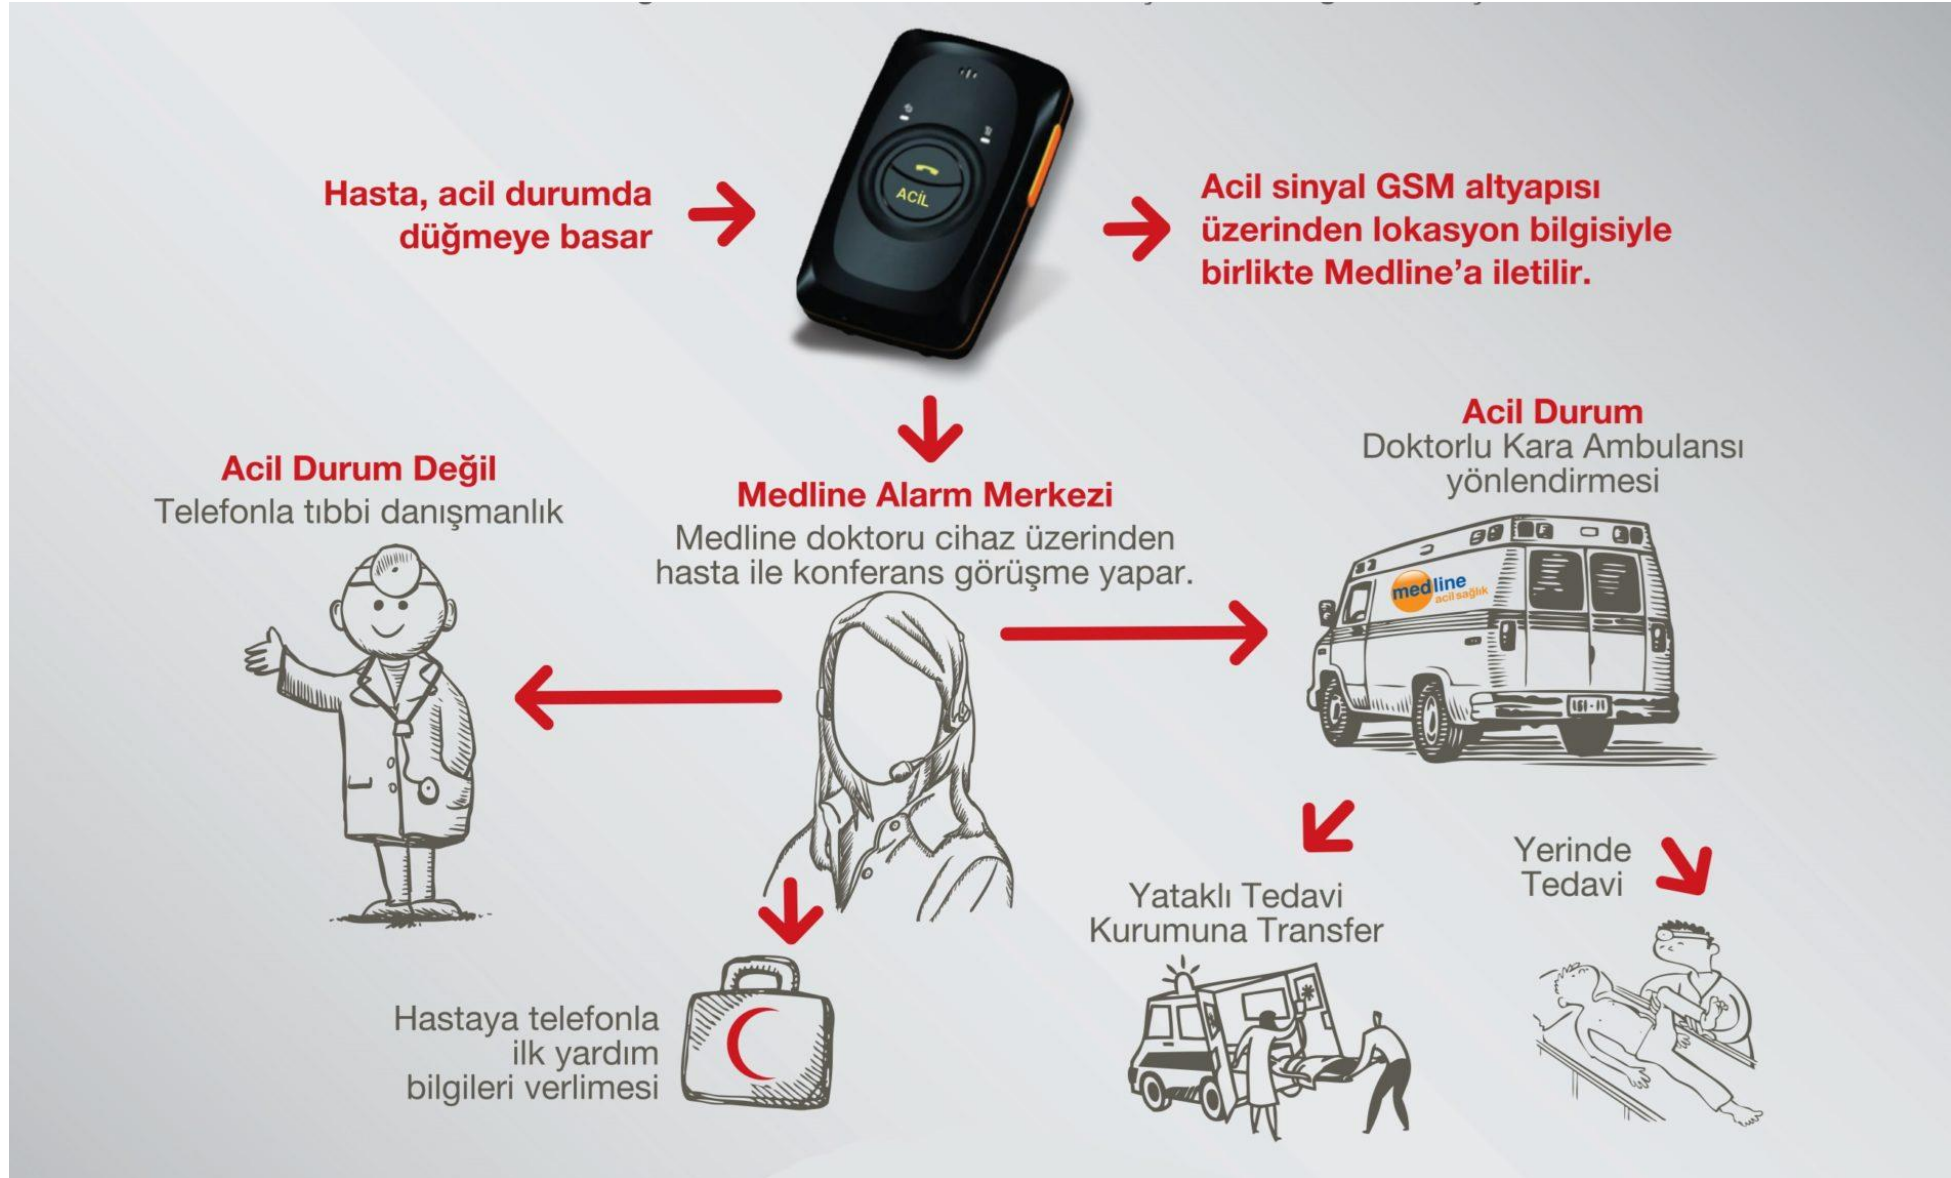 Hasta, acil durumda
düğmeye basar
ACİL
Acil sinyal GSM altyapısı
üzerinden lokasyon bilgisiyle
birlikte Medline’a iletilir.
Acil Durum Değil
Telefonla tıbbi danışmanlık
Medline Alarm Merkezi
Medline doktoru cihaz üzerinden
hasta ile konferans görüşme yapar.
Acil Durum
Doktorlu Kara Ambulansı
yönlendirmesi
medline
acil sağlık
Hastaya telefonla
ilk yardım
bilgileri verlimesi
Yataklı Tedavi
Kurumuna Transfer
Yerinde
Tedavi